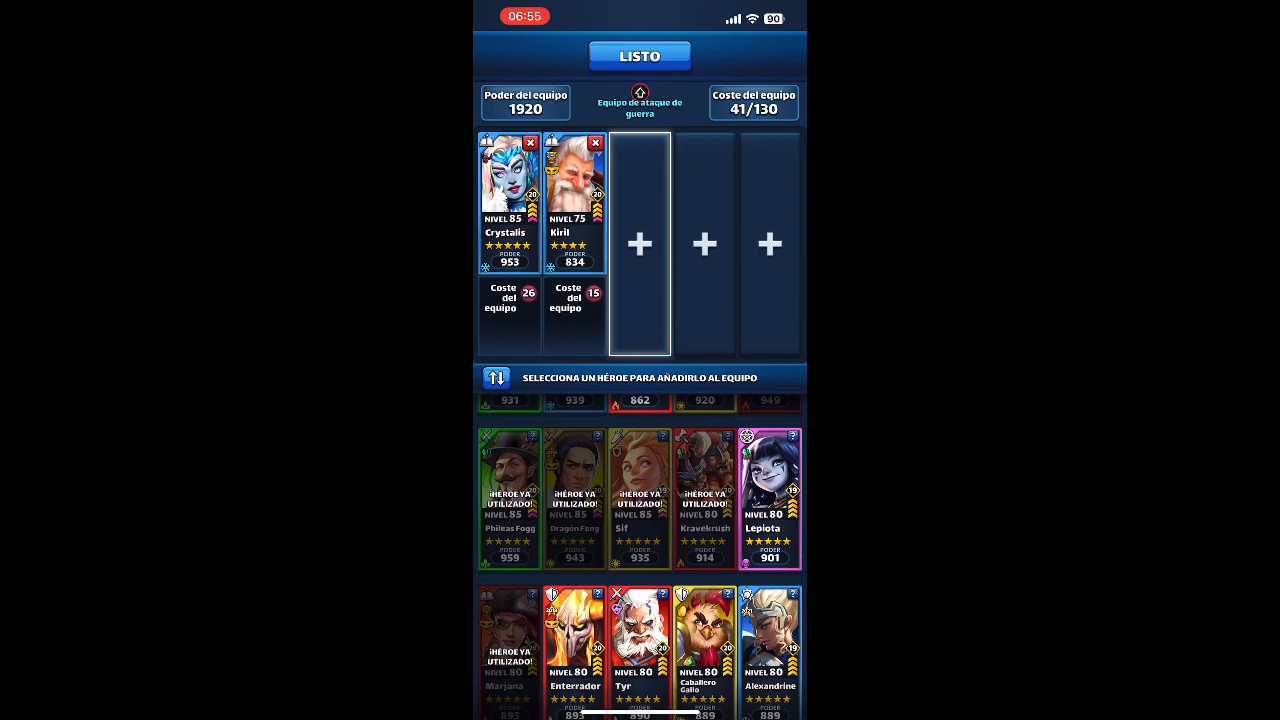 06:55
90
LISTO
Poder del equipo
1920
Equipo de ataque de
guerra
Coste del equipo
41/130
20
20
NIVEL 85
NIVEL 75
Crystalis
Kiril
PODER
PODER
953
834
Coste
del
equipo
26
Coste
del
equipo
15
SELECCIONA UN HÉROE PARA AÑADIRLO AL EQUIPO
931
939
862
920
949
¡HÉROE YA
UTILIZADO!
¡HÉROE YA
UTILIZADO!
¡HÉROE YA
UTILIZADO!
¡HÉROE YA
UTILIZADO!
19
NIVEL 85
NIVEL 85
NIVEL 85
NIVEL 80
NIVEL 80
Phileas Fogg
Dragón Fong
Sif
Kravekrush
Lepiota
PODER
PODER
PODER
PODER
PODER
959
943
935
914
901
¡HÉROE YA
UTILIZADO!
20
20
20
19
NIVEL 80
NIVEL 80
NIVEL 80
NIVEL 80
NIVEL 80
Marjana
Enterrador
Tyr
Caballero
Gallo
Alexandrine
PODER
PODER
PODER
PODER
PODER
895
893
890
889
889